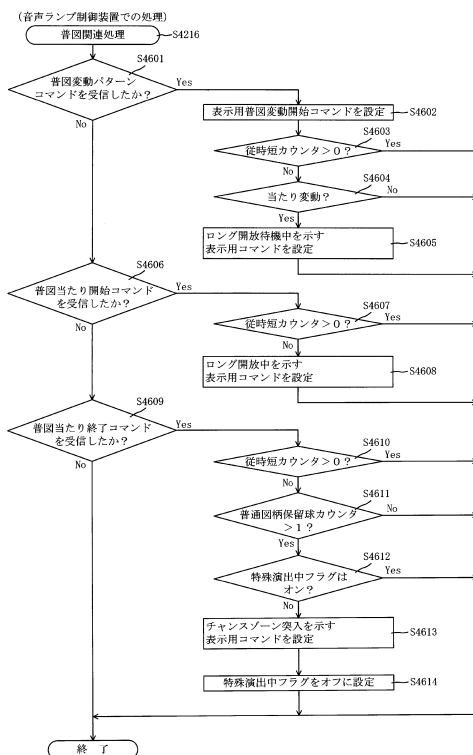 (音声ランプ制御装置での処理)
普図関連処理
S4216
S4601
普図変動パターン
コマンドを受信したか?
Yes
No
表示用普図変動開始コマンドを設定
S4602
S4603
従時短カウンタ>0?
Yes
No
S4604
当たり変動?
No
Yes
ロング開放待機中を示す
表示用コマンドを設定
S4605
S4606
普図当たり開始コマンド
を受信したか?
Yes
No
S4607
従時短カウンタ>0?
Yes
No
ロング開放中を示す
表示用コマンドを設定
S4608
S4609
普図当たり終了コマンド
を受信したか?
Yes
No
S4610
従時短カウンタ>0?
Yes
No
S4611
普通図柄保留球カウンタ
>1?
No
Yes
S4612
特殊演出中フラグは
オン?
Yes
No
チャンスゾーン突入を示す
表示用コマンドを設定
S4613
特殊演出中フラグをオフに設定
S4614
終了